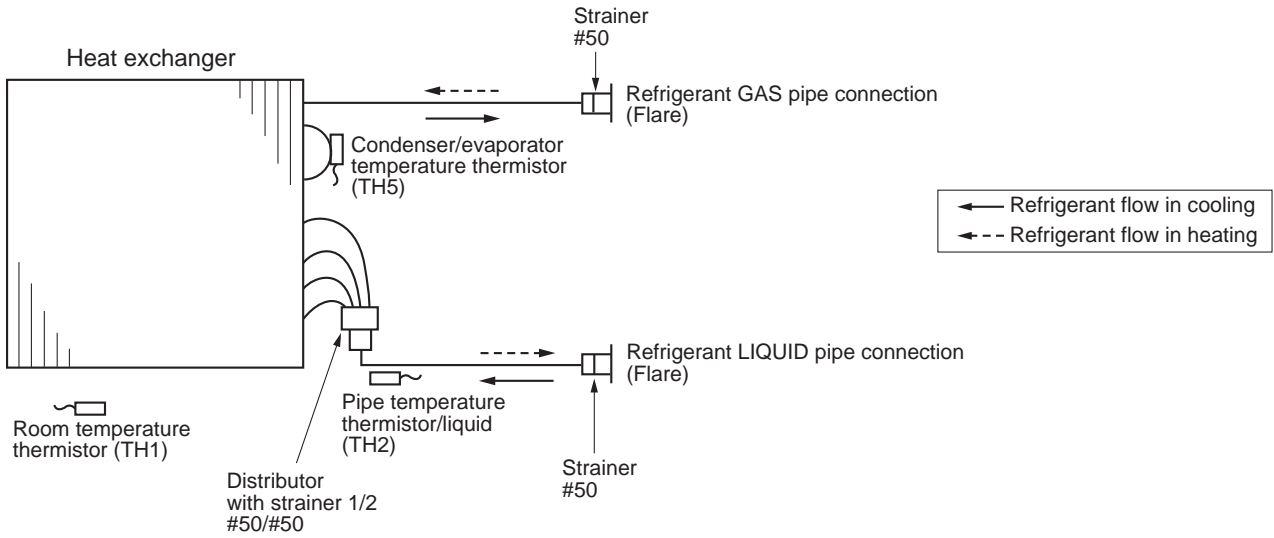 Strainer
#50
Heat exchanger
Refrigerant GAS pipe connection
(Flare)
Condenser/evaporator
temperature thermistor
(TH5)
Refrigerant flow in cooling
Refrigerant flow in heating
Refrigerant LIQUID pipe connection
(Flare)
Pipe temperature
thermistor/liquid
(TH2)
Room temperature
thermistor (TH1)
Strainer
#50
Distributor
with strainer 1/2
#50/#50